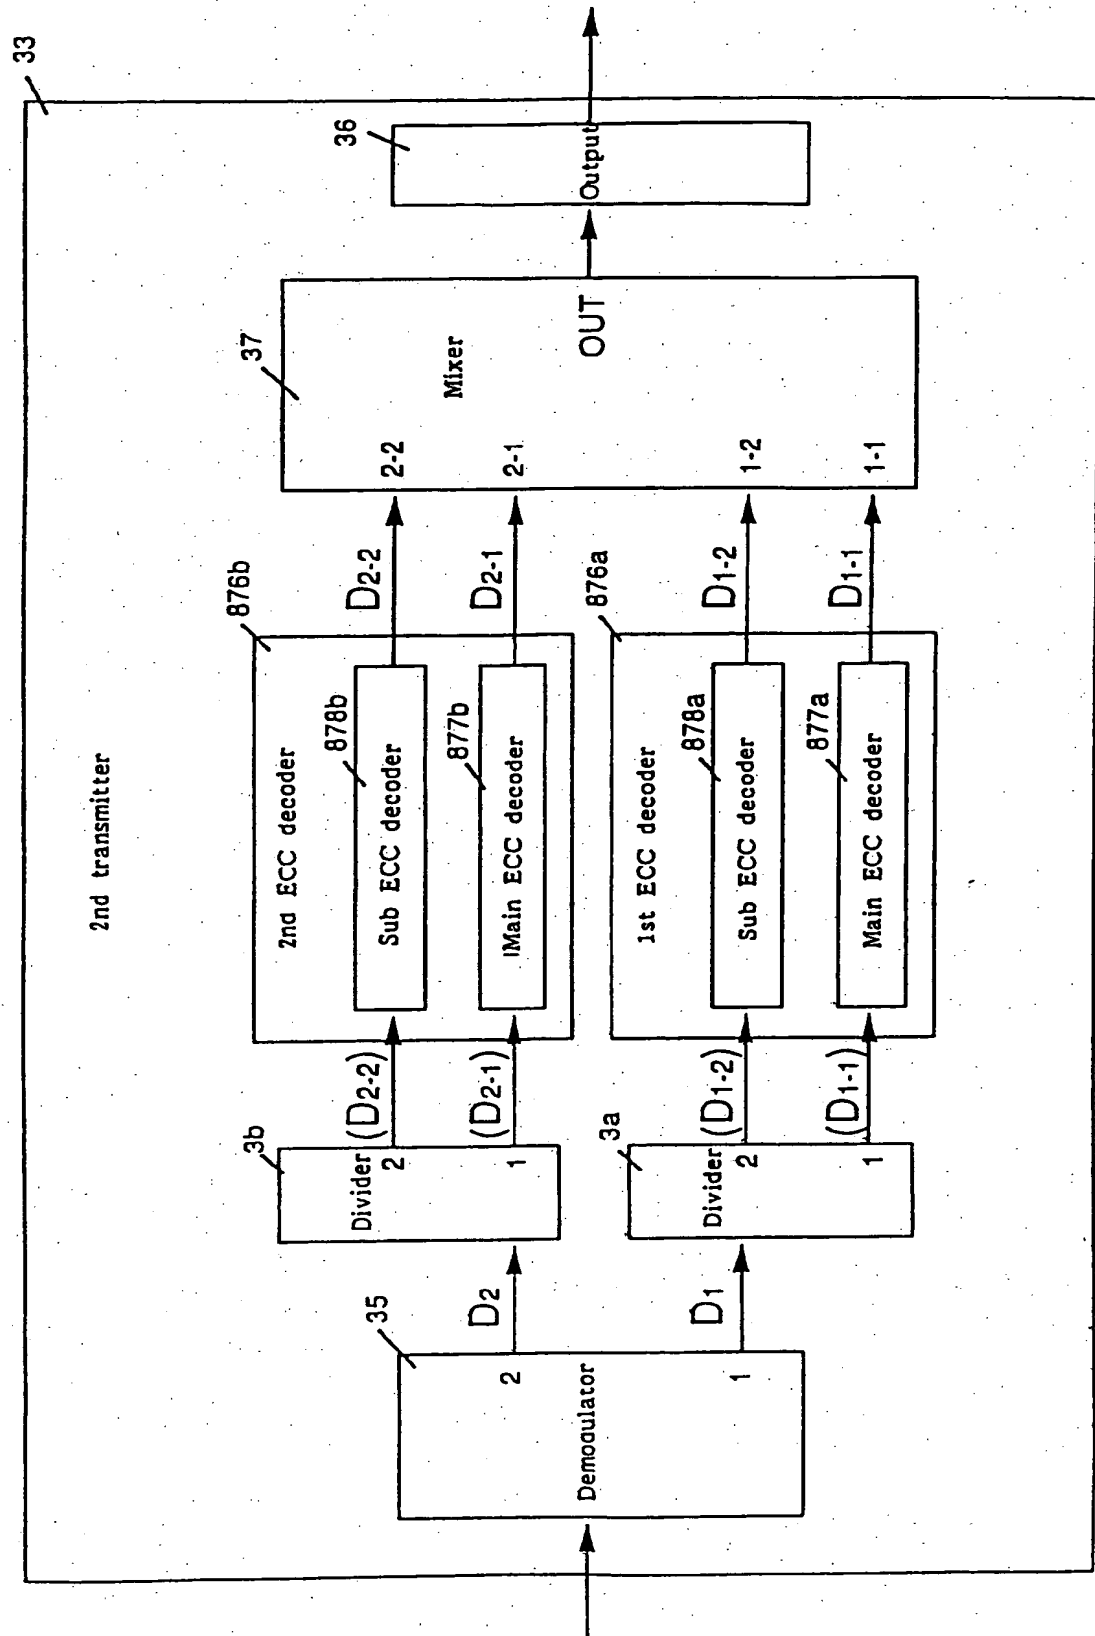 33
2nd transmitter
35
Demodulator
2
1
D2
D1
3b
Divider
2
1
3a
Divider
2
1
(D2-2)
(D2-1)
(D1-2)
(D1-1)
876b
2nd ECC decoder
878b
Sub ECC decoder
877b
Main ECC decoder
876a
1st ECC decoder
878a
Sub ECC decoder
877a
Main ECC decoder
D2-2
D2-1
D1-2
D1-1
37
Mixer
2-2
2-1
1-2
1-1
OUT
36
Output